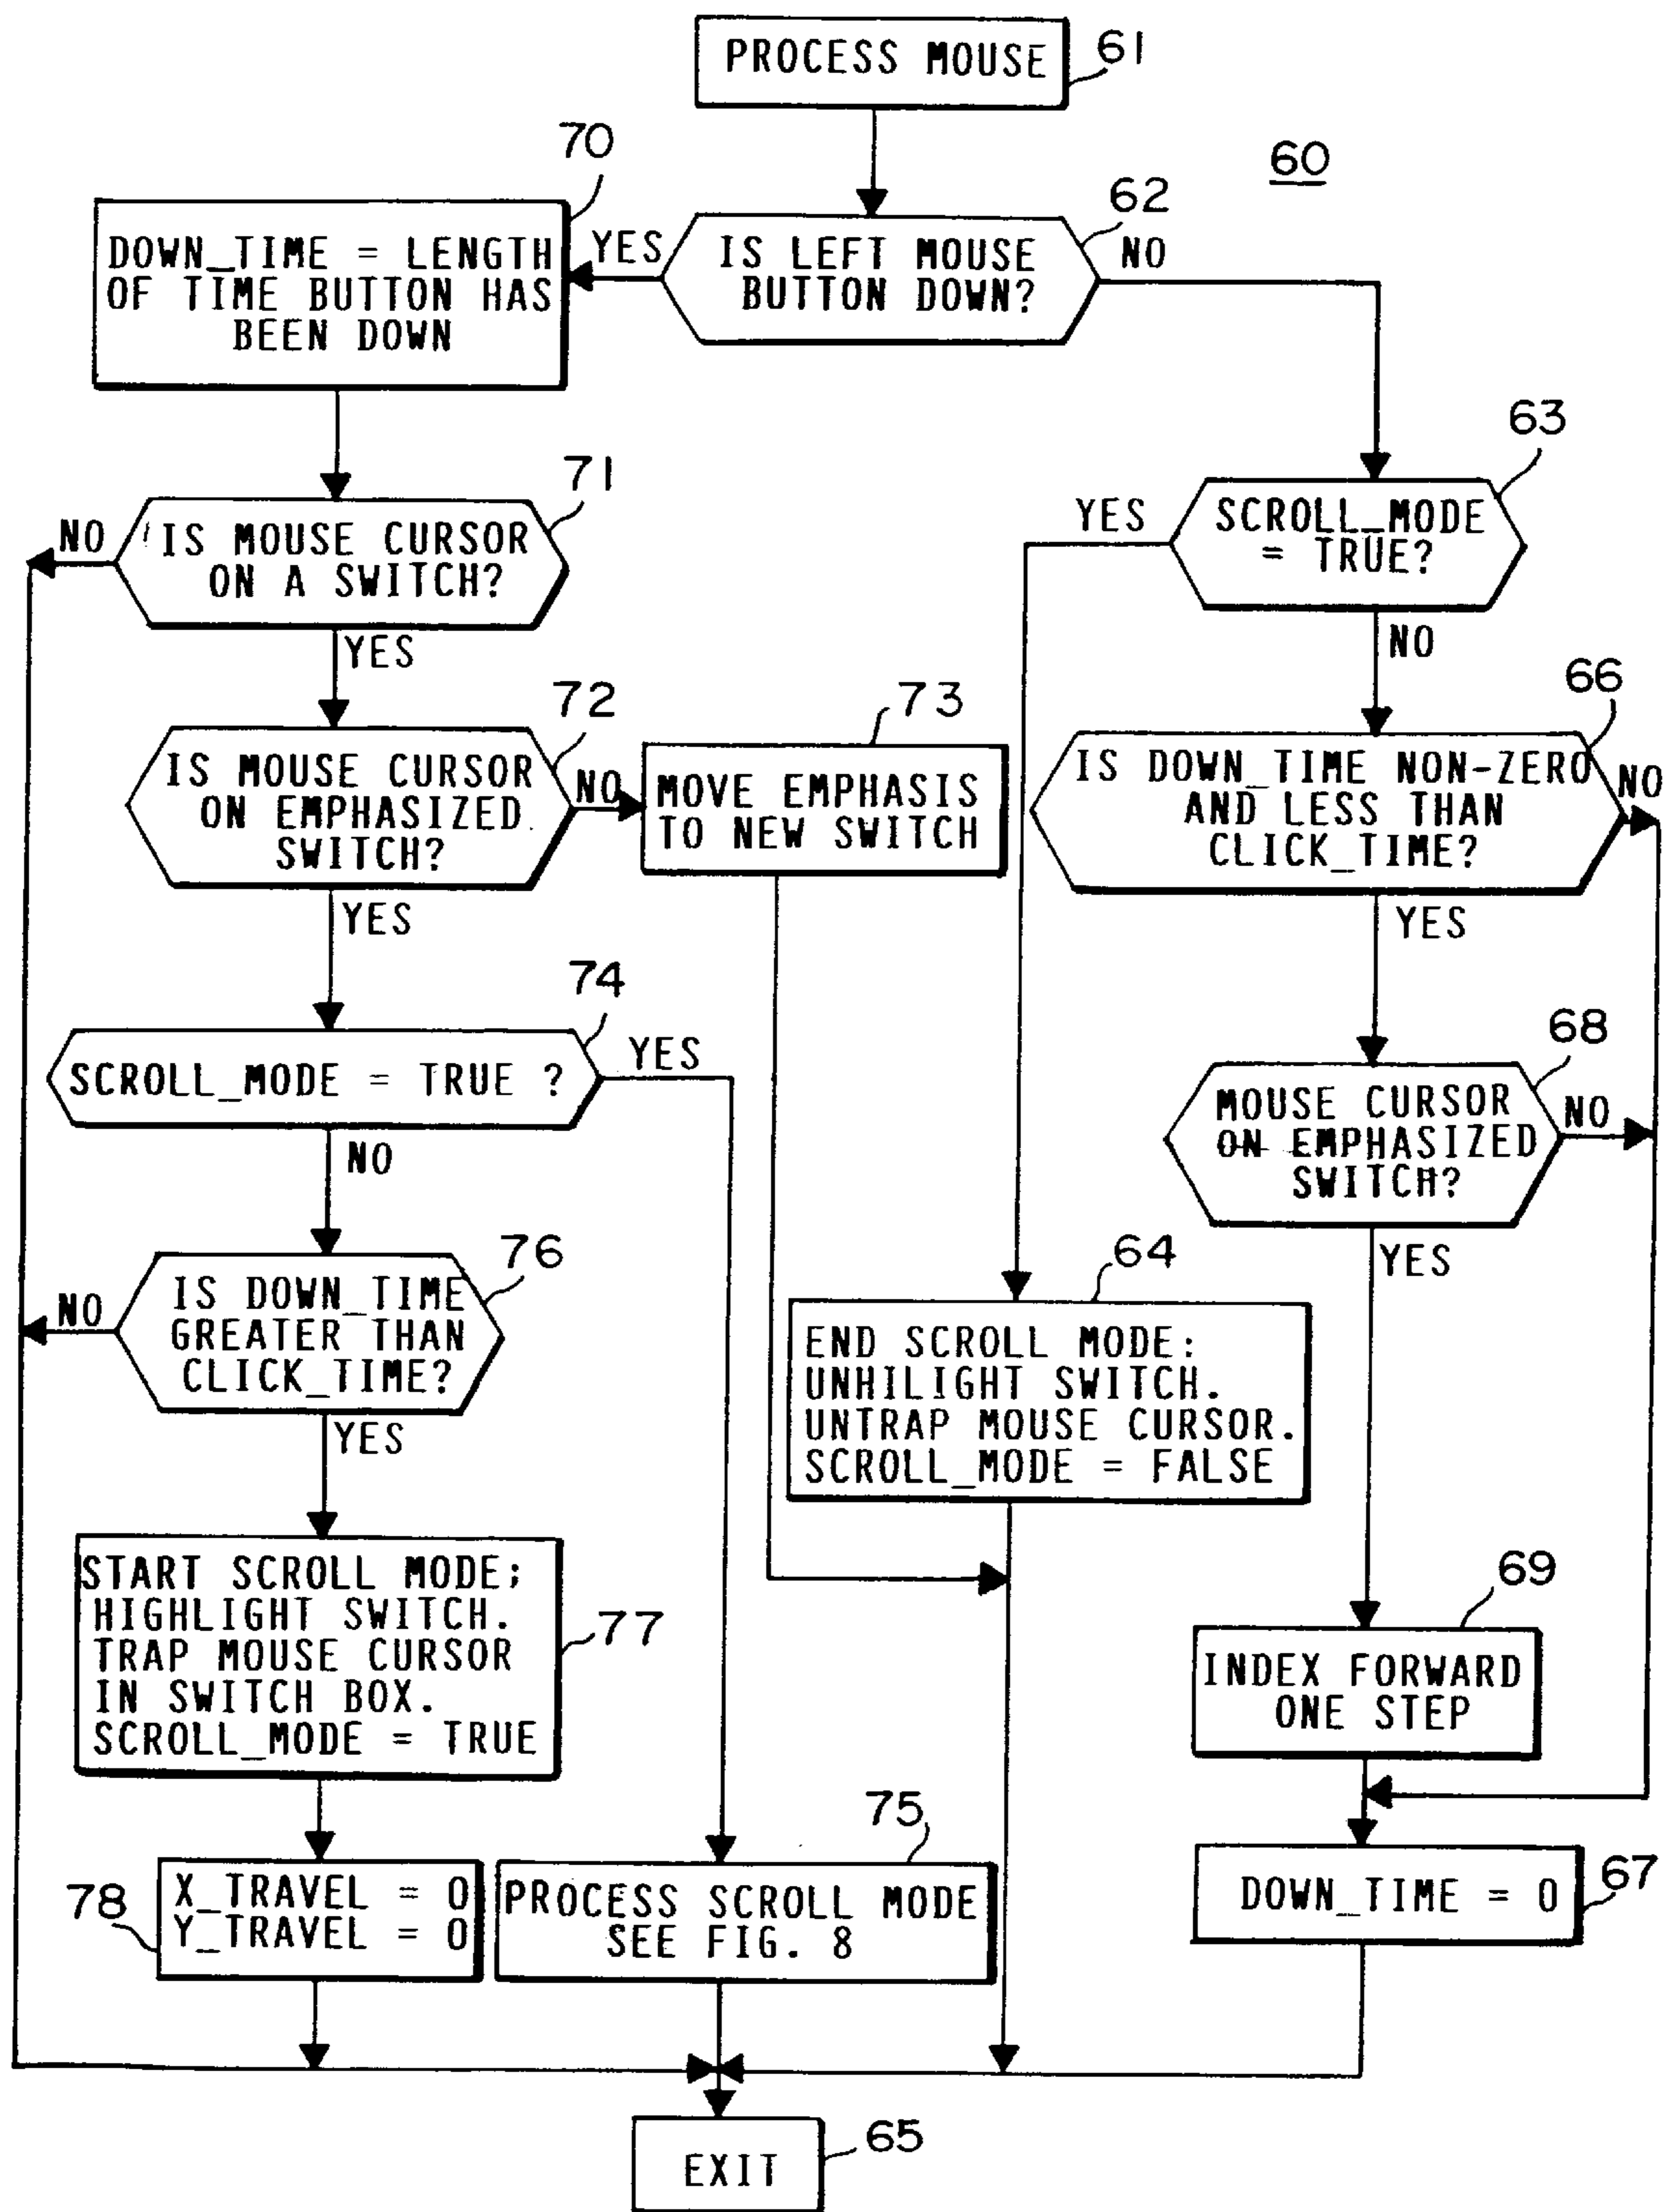 PROCESS MOUSE
61
60
70
DOWN_TIME = LENGTH
OF TIME BUTTON HAS
BEEN DOWN
YES
62
IS LEFT MOUSE
BUTTON DOWN?
NO
63
YES
SCROLL_MODE
= TRUE?
NO
71
NO
IS MOUSE CURSOR
ON A SWITCH?
YES
72
IS MOUSE CURSOR
ON EMPHASIZED
SWITCH?
NO
YES
73
MOVE EMPHASIS
TO NEW SWITCH
66
IS DOWN_TIME NON-ZERO
AND LESS THAN
CLICK_TIME?
NO
YES
74
SCROLL_MODE = TRUE ?
YES
NO
68
MOUSE CURSOR
ON EMPHASIZED
SWITCH?
NO
YES
76
NO
IS DOWN_TIME
GREATER THAN
CLICK_TIME?
YES
64
END SCROLL MODE:
UNHILIGHT SWITCH.
UNTRAP MOUSE CURSOR.
SCROLL_MODE = FALSE
START SCROLL MODE;
HIGHLIGHT SWITCH.
TRAP MOUSE CURSOR
IN SWITCH BOX.
SCROLL_MODE = TRUE
77
69
INDEX FORWARD
ONE STEP
78
X_TRAVEL = 0
Y_TRAVEL = 0
75
PROCESS SCROLL MODE
SEE FIG. 8
DOWN_TIME = 0
67
EXIT
65